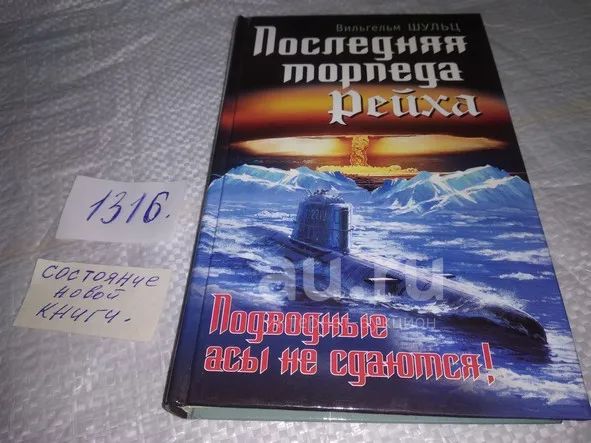 Вильгельм ШУЛЬЦ
Последняя
торпеда
Рейха
1316.
состояние
новой
книги.
au.ru
Подводные
асы не сдаются!